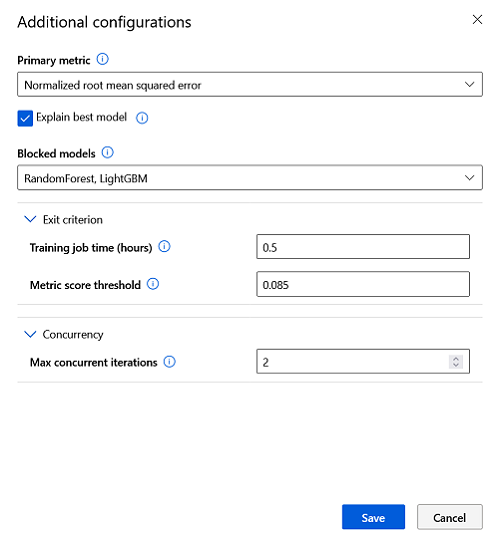 Additional configurations
Primary metric
Normalized root mean squared error
Explain best model
Blocked models
RandomForest, LightGBM
Exit criterion
Training job time (hours)
0.5
Metric score threshold
0.085
Concurrency
Max concurrent iterations
2
Save Cancel